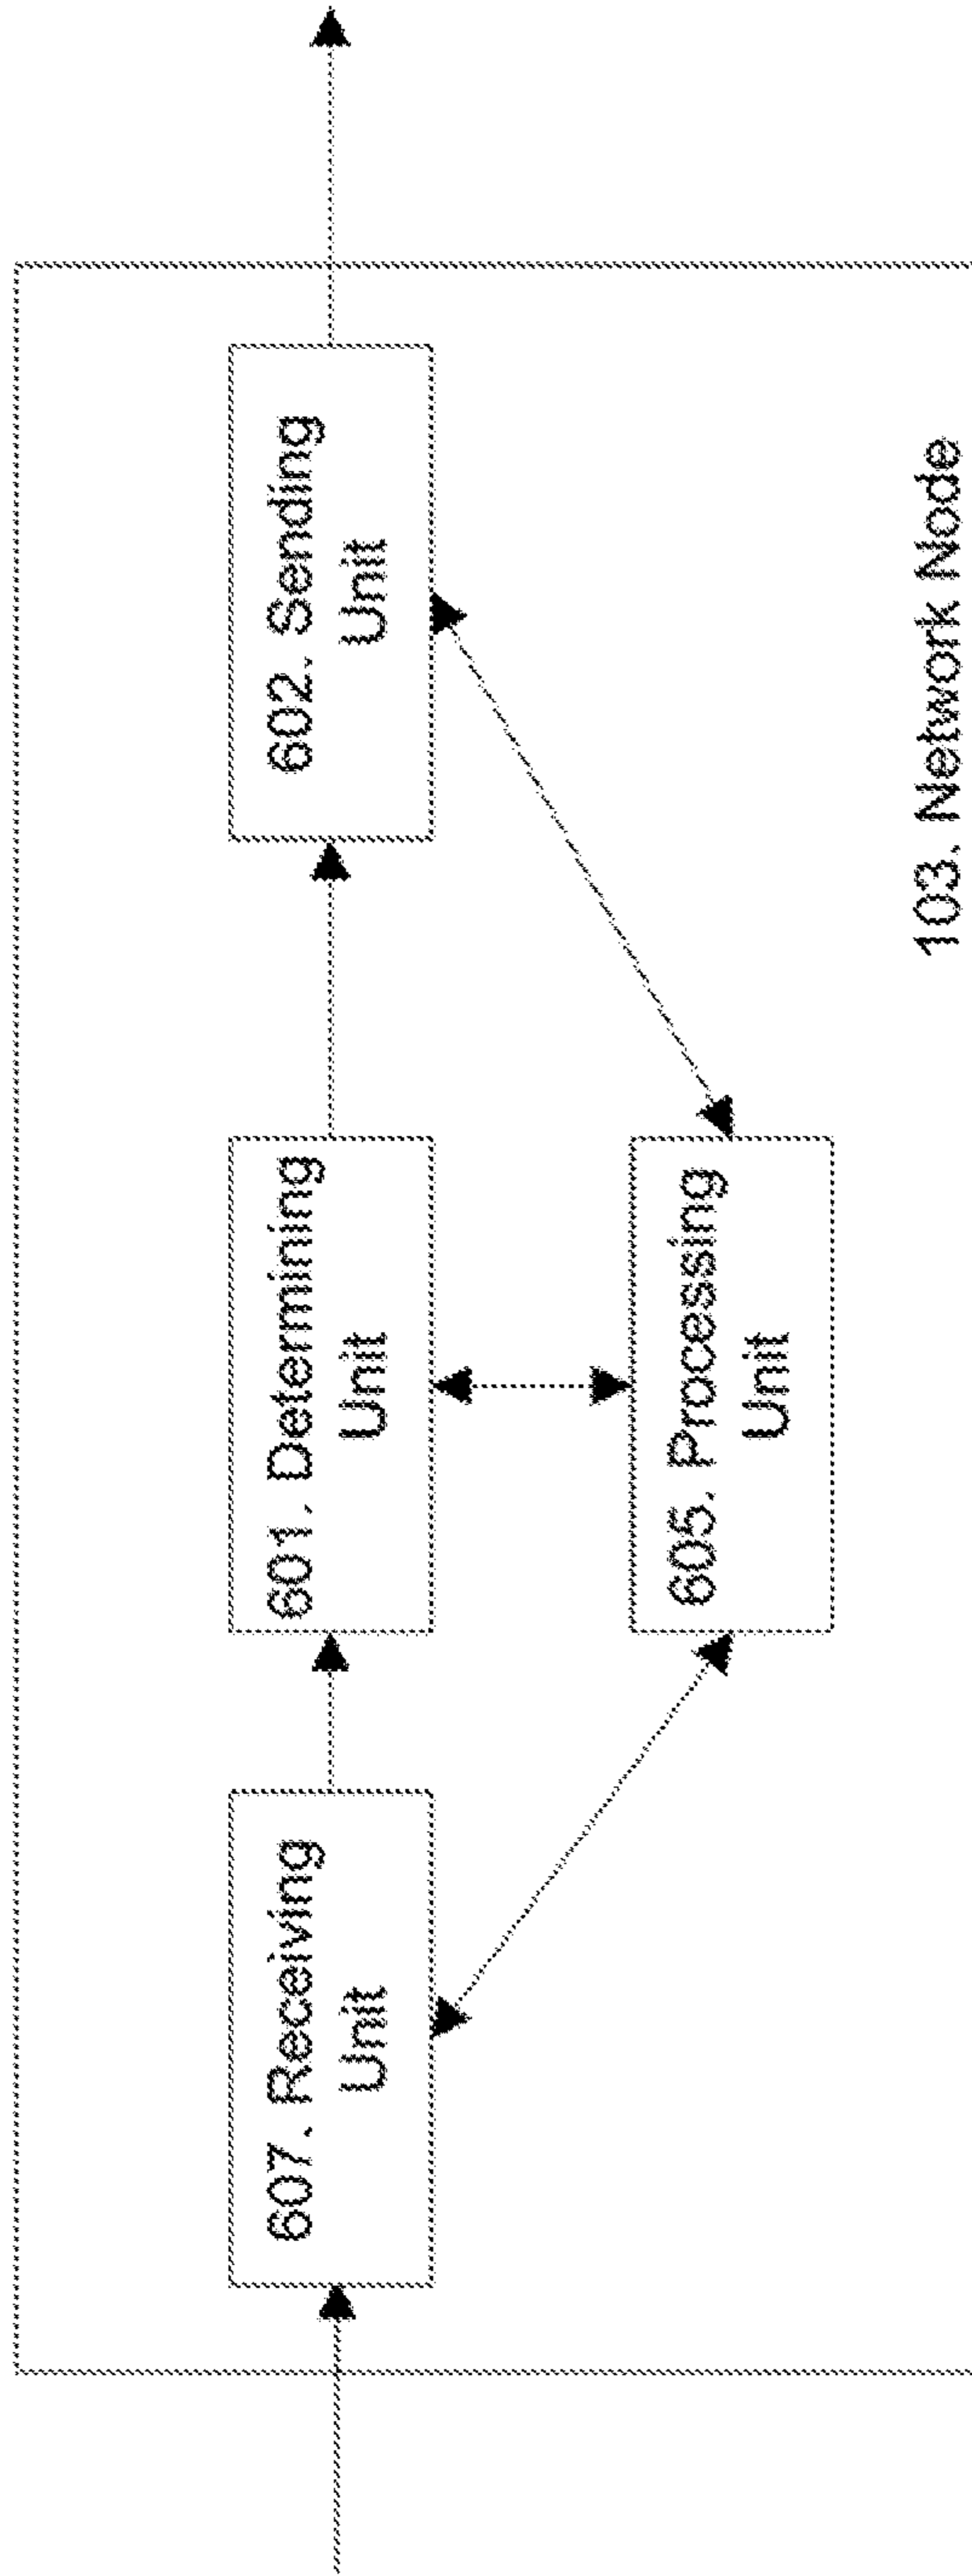 607. Receiving
Unit
601. Determining
Unit
602. Sending
Unit
605. Processing
Unit
103. Network Node